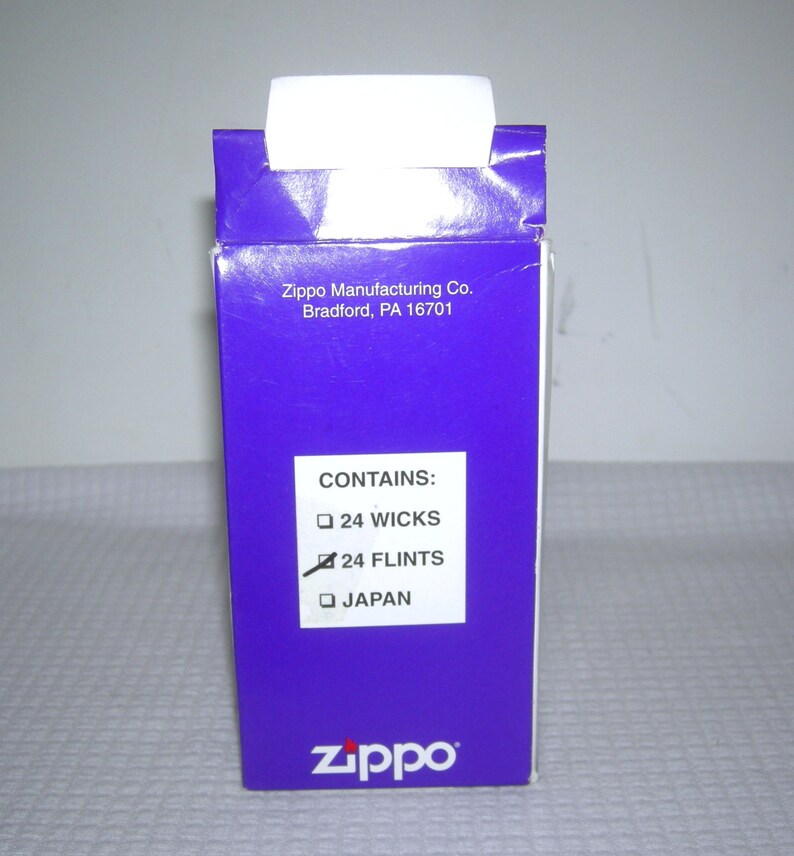 Zippo Manufacturing Co.
Bradford, PA 16701
CONTAINS:
24 WICKS
24 FLINTS
JAPAN
zippo®